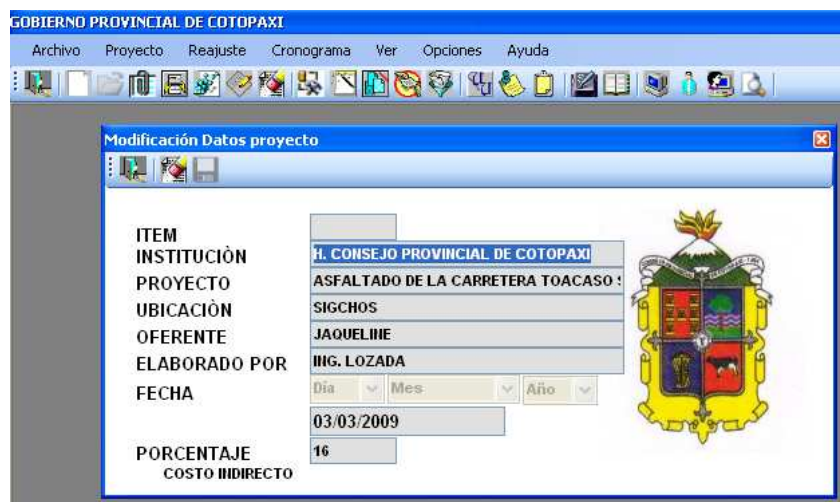 GOBIERNO PROVINCIAL DE COTOPAXI
Archivo Proyecto Reajuste Cronograma Ver Opciones Ayuda
Modificación Datos proyecto
ITEM
INSTITUCIÒN H. CONSEJO PROVINCIAL DE COTOPAXI
PROYECTO ASFALTADO DE LA CARRETERA TOACASO
UBICACIÒN SIGCHOS
OFERENTE JAQUELINE
ELABORADO POR ING. LOZADA
FECHA Día Mes Año
03/03/2009
PORCENTAJE 16
COSTO INDIRECTO